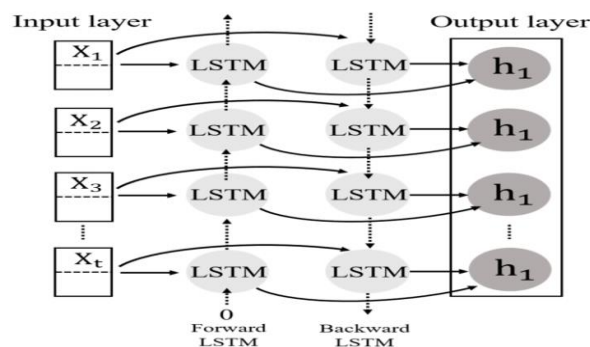 Input layer
Output layer
X1
LSTM
LSTM
h1
X2
LSTM
LSTM
h1
X3
LSTM
LSTM
h1
Xt
LSTM
LSTM
h1
0
Forward
LSTM
Backward
LSTM